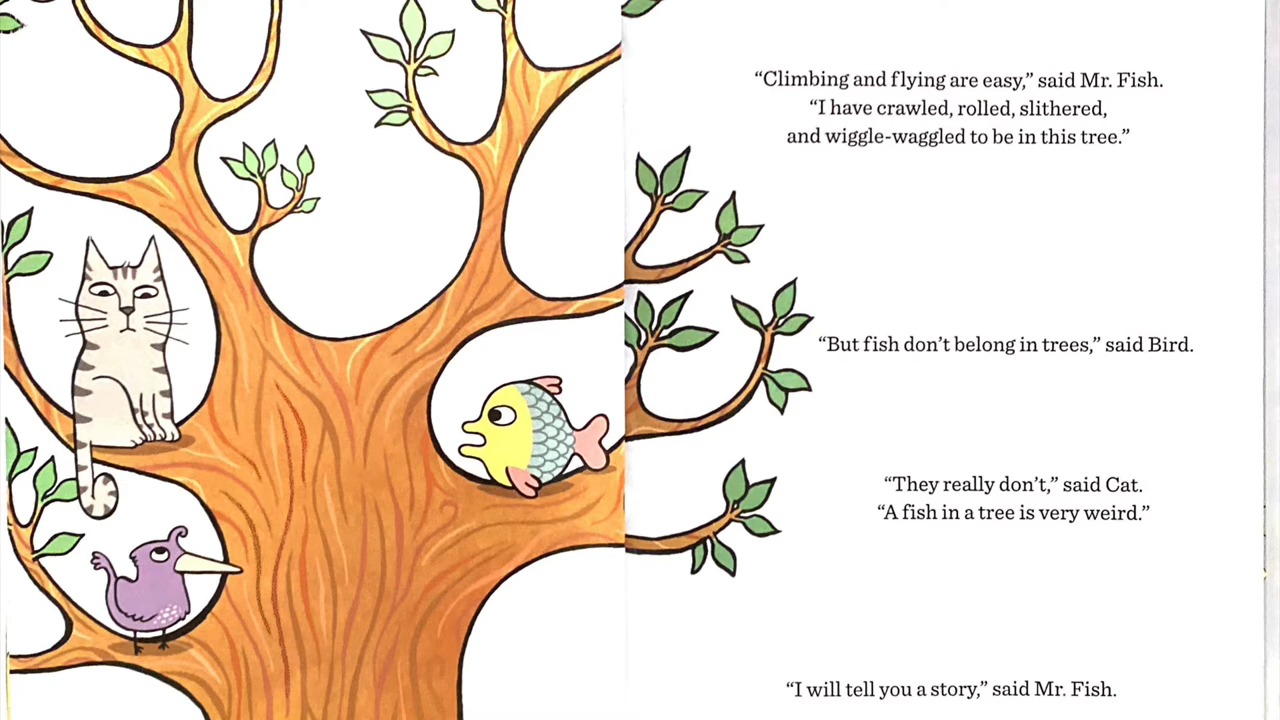 “Climbing and flying are easy,” said Mr. Fish.
“I have crawled, rolled, slithered,
and wiggle-waggled to be in this tree.”
“But fish don’t belong in trees,” said Bird.
“They really don’t,” said Cat.
“A fish in a tree is very weird.”
“I will tell you a story,” said Mr. Fish.